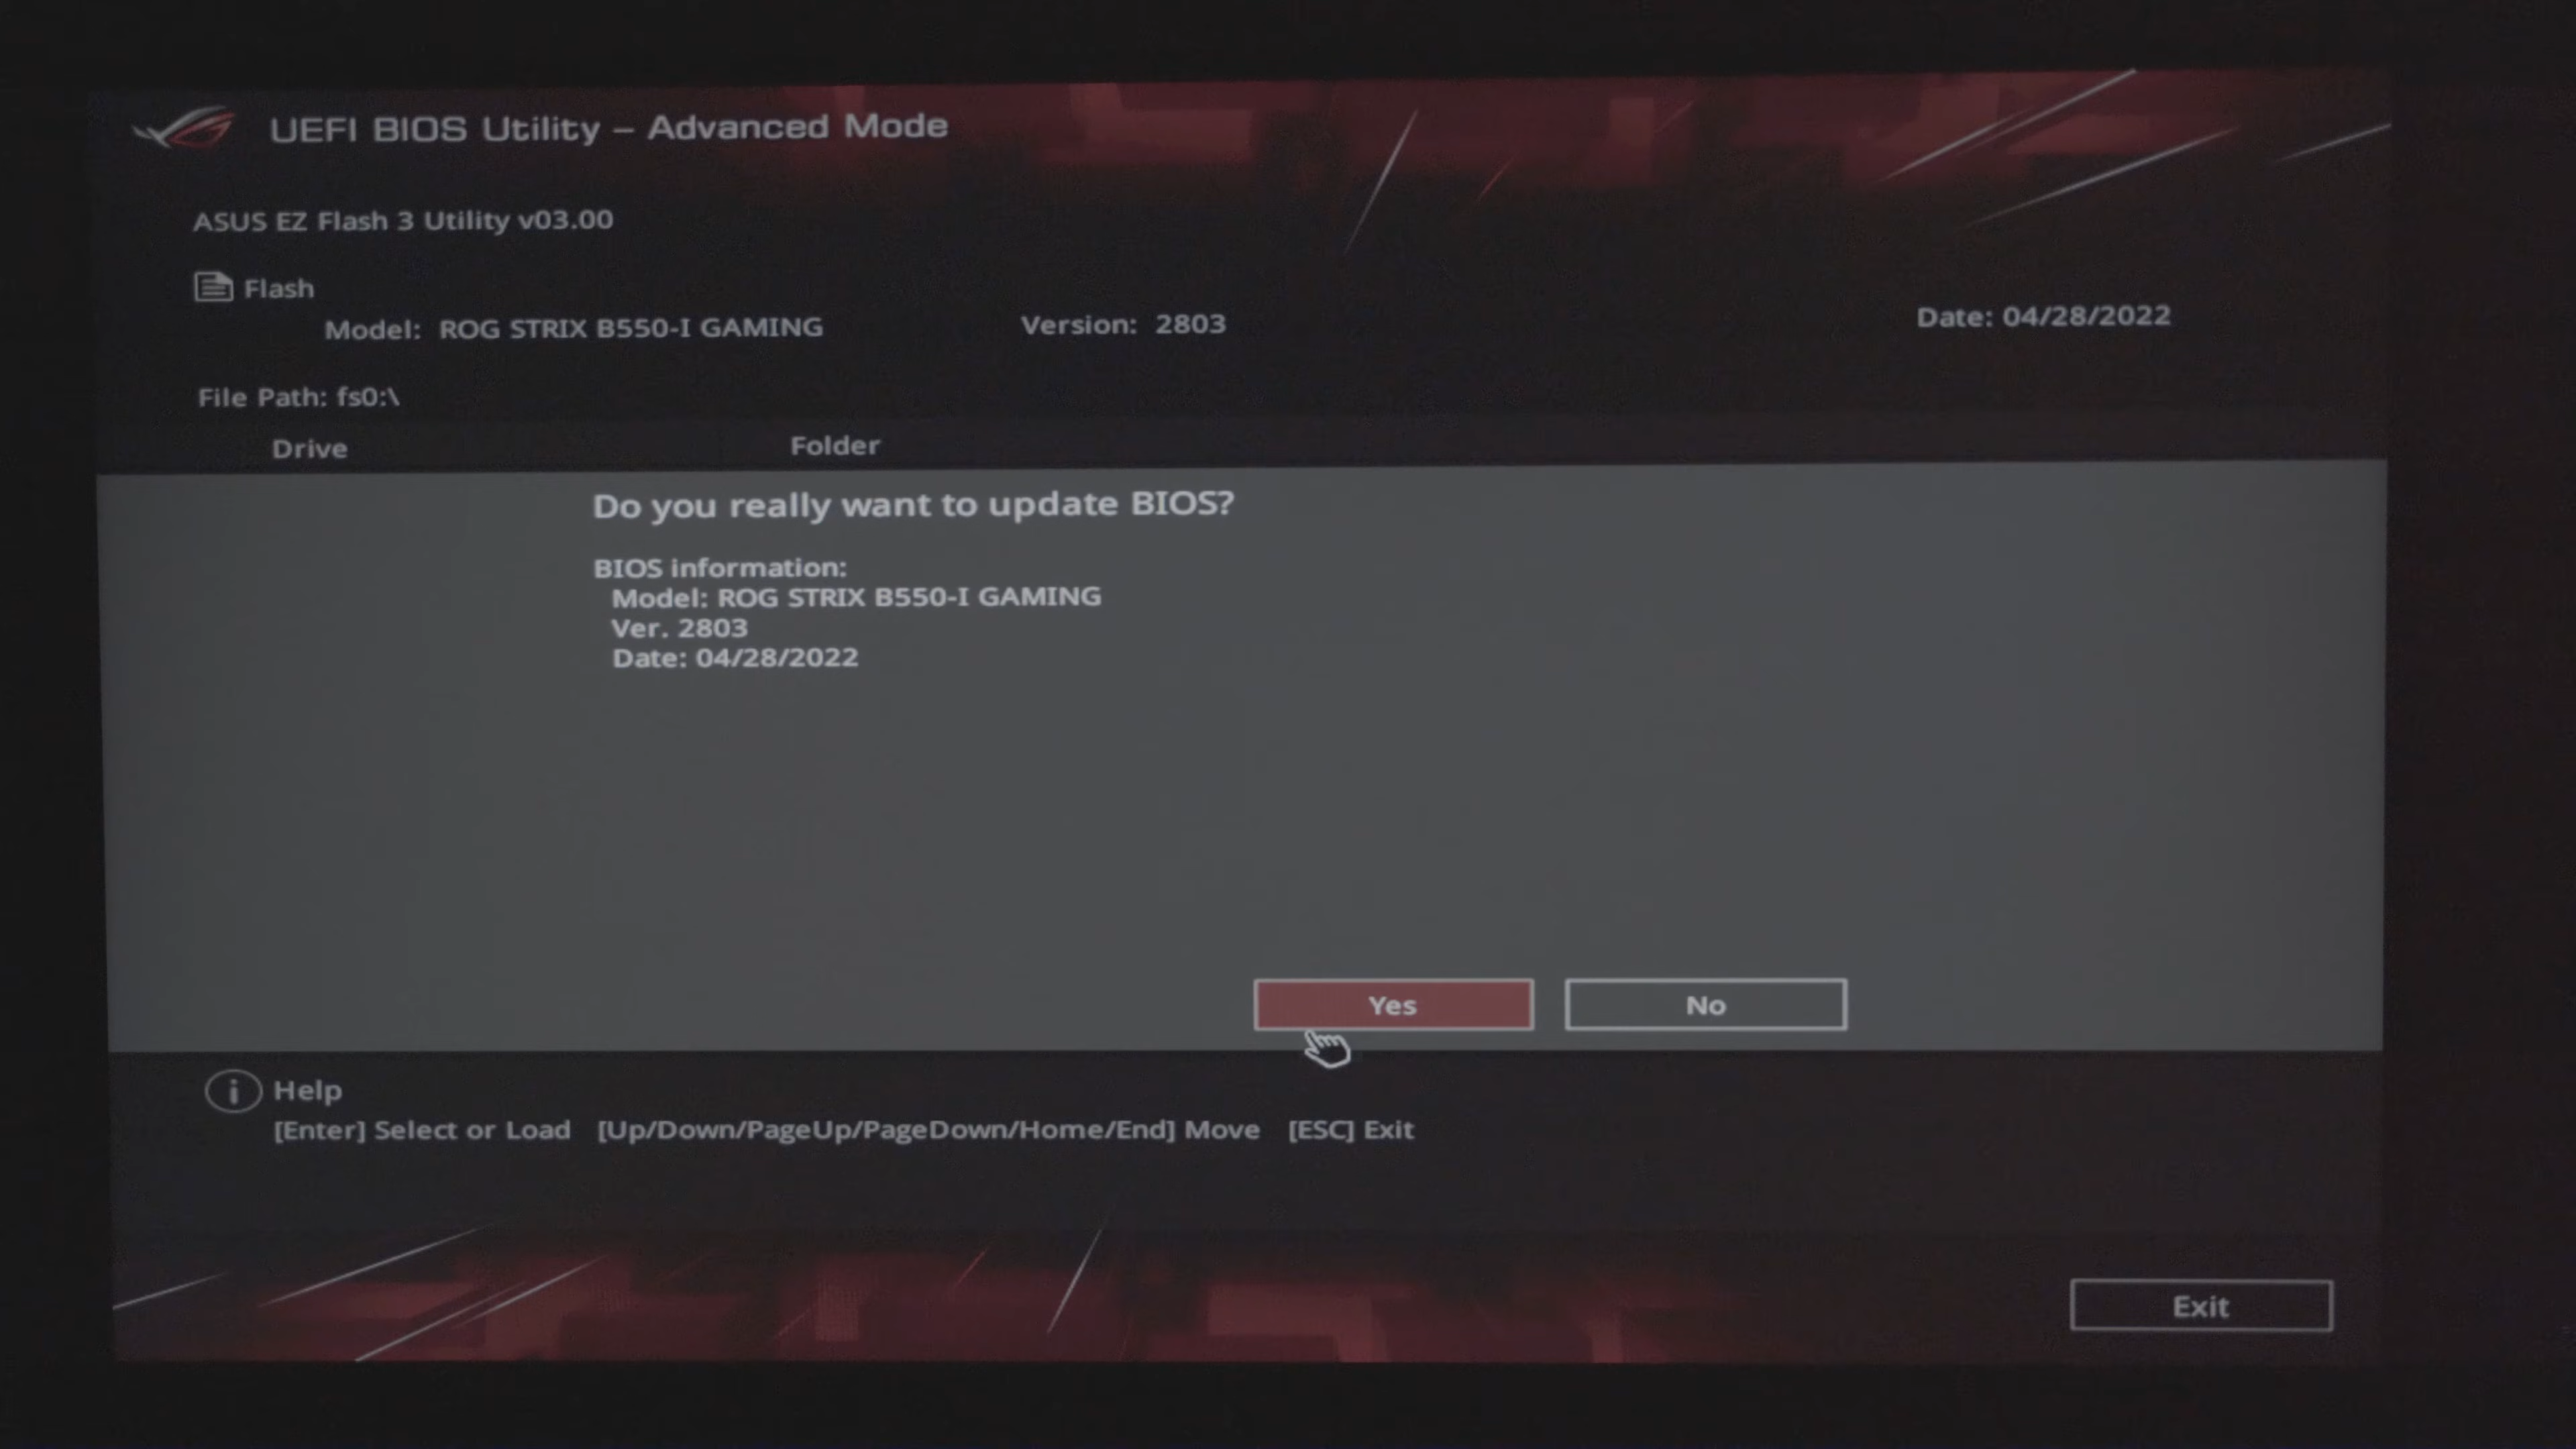 UEFI BIOS Utility – Advanced Mode
ASUS EZ Flash 3 Utility v03.00
Flash
Model: ROG STRIX B550-I GAMING Version: 2803 Date: 04/28/2022
File Path: fs0:\
Drive Folder
Do you really want to update BIOS?
BIOS information:
Model: ROG STRIX B550-I GAMING
Ver. 2803
Date: 04/28/2022
Yes No
Help
[Enter] Select or Load [Up/Down/PageUp/PageDown/Home/End] Move [ESC] Exit
Exit